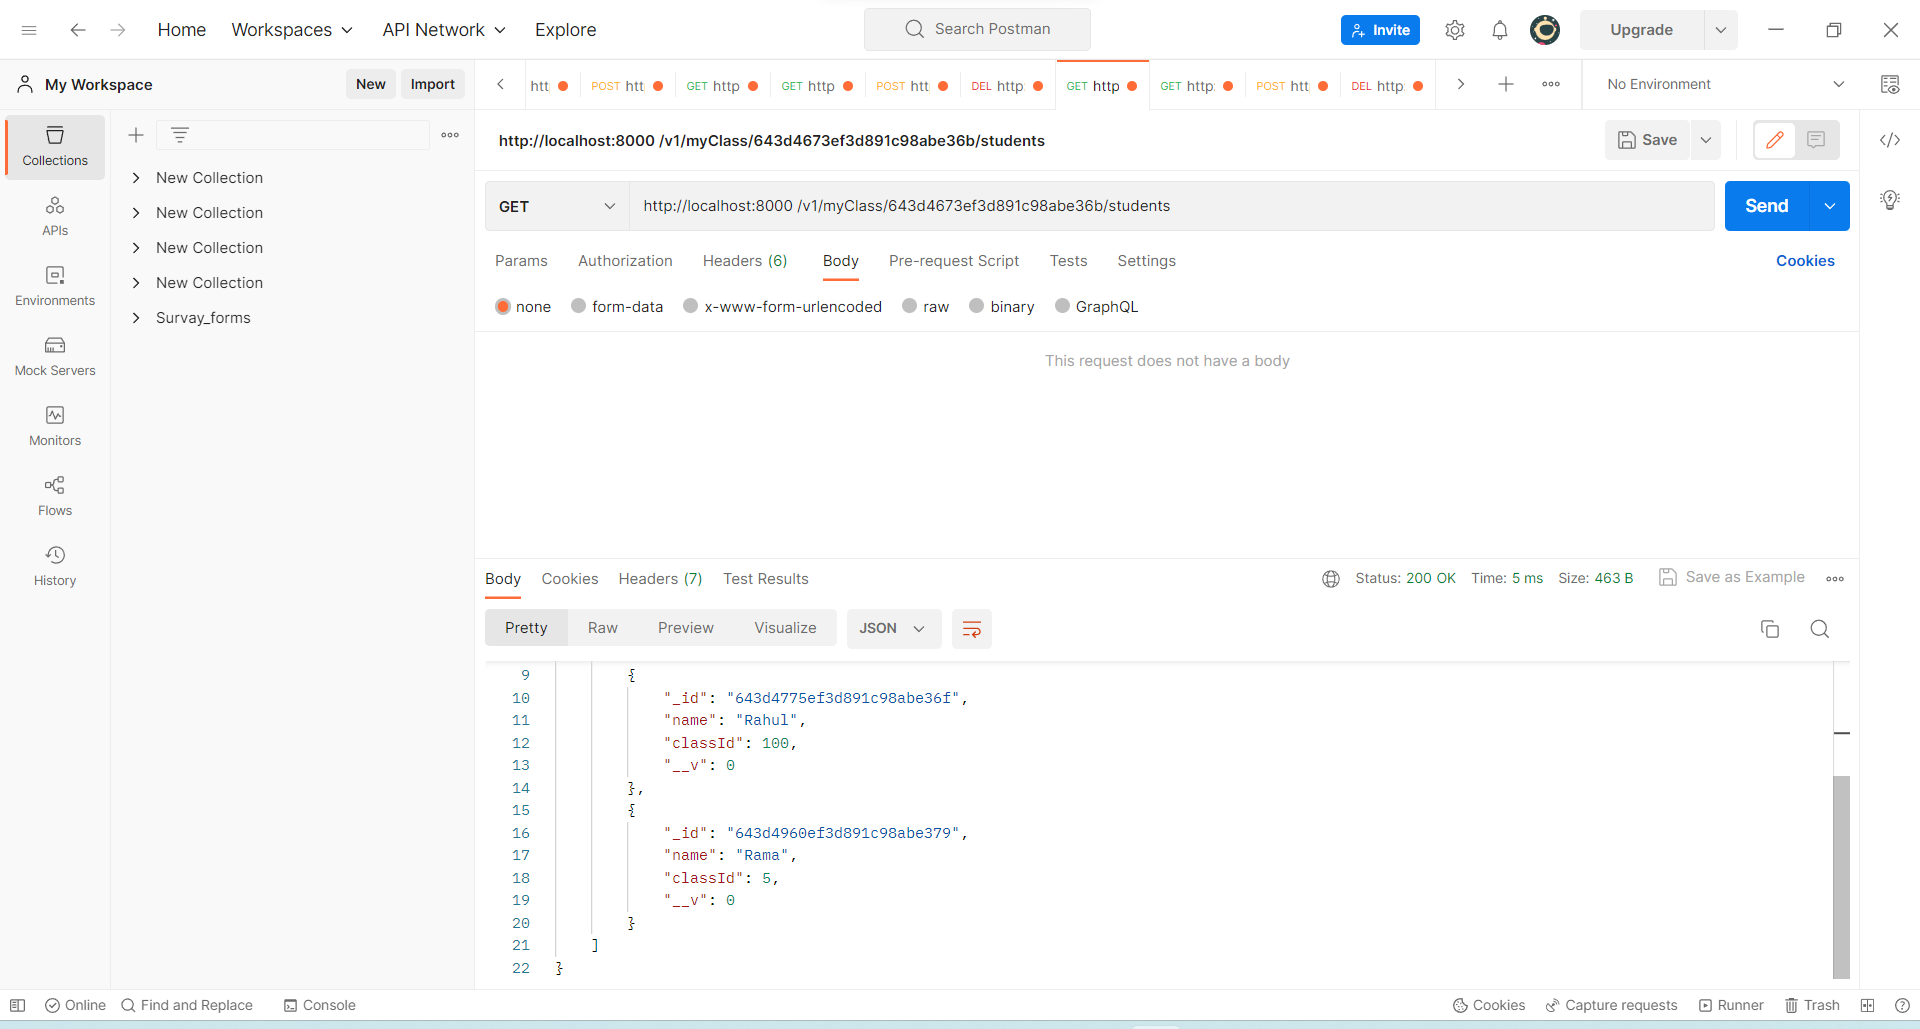 Home Workspaces API Network Explore Search Postman Invite Upgrade
My Workspace New Import
htt POST htt GET http GET http POST htt DEL http: GET http GET http: POST htt DEL http: No Environment
Collections
APIs
Environments
Mock Servers
Monitors
Flows
History
New Collection
New Collection
New Collection
New Collection
Survay_forms
http://localhost:8000 /v1/myClass/643d4673ef3d891c98abe36b/students Save
GET http://localhost:8000 /v1/myClass/643d4673ef3d891c98abe36b/students Send
Params Authorization Headers (6) Body Pre-request Script Tests Settings Cookies
none form-data x-www-form-urlencoded raw binary GraphQL
This request does not have a body
Body Cookies Headers (7) Test Results Status: 200 OK Time: 5 ms Size: 463 B Save as Example
Pretty Raw Preview Visualize JSON
9 {
10 "_id": "643d4775ef3d891c98abe36f",
11 "name": "Rahul",
12 "classId": 100,
13 "__v": 0
14 },
15 {
16 "_id": "643d4960ef3d891c98abe379",
17 "name": "Rama",
18 "classId": 5,
19 "__v": 0
20 }
21 ]
22 }
Online Find and Replace Console Cookies Capture requests Runner Trash